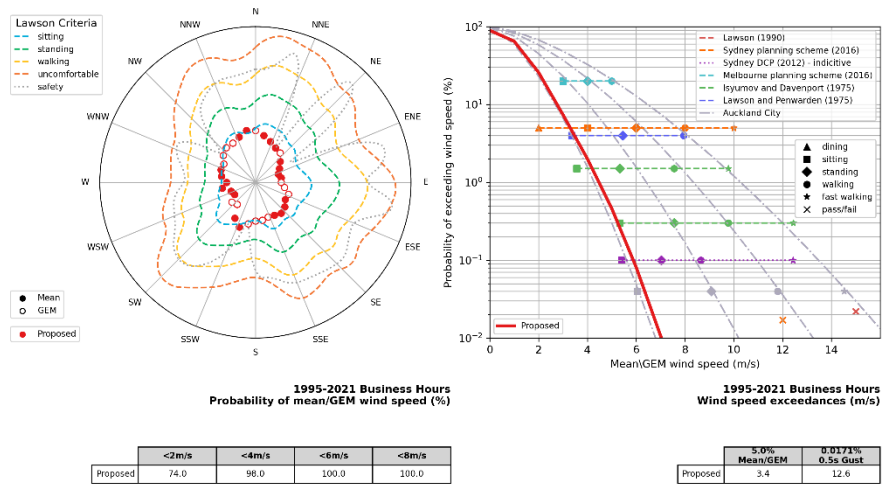 Lawson Criteria
sitting
standing
walking
uncomfortable
safety
N
NNE
NE
ENE
E
ESE
SE
SSE
S
SSW
SW
WSW
W
WNW
NW
NNW
Mean
GEM
Proposed
1995-2021 Business Hours
Probability of mean/GEM wind speed (%)
<2m/s <4m/s <6m/s <8m/s
Proposed 74.0 98.0 100.0 100.0
Probability of exceeding wind speed (%)
10²
10¹
10⁰
10⁻¹
10⁻²
0 2 4 6 8 10 12 14
Mean\GEM wind speed (m/s)
Lawson (1990)
Sydney planning scheme (2016)
Sydney DCP (2012) - indicitive
Melbourne planning scheme (2016)
Isyumov and Davenport (1975)
Lawson and Penwarden (1975)
Auckland City
dining
sitting
standing
walking
fast walking
pass/fail
Proposed
1995-2021 Business Hours
Wind speed exceedances (m/s)
5.0% 0.0171%
Mean/GEM 0.5s Gust
Proposed 3.4 12.6